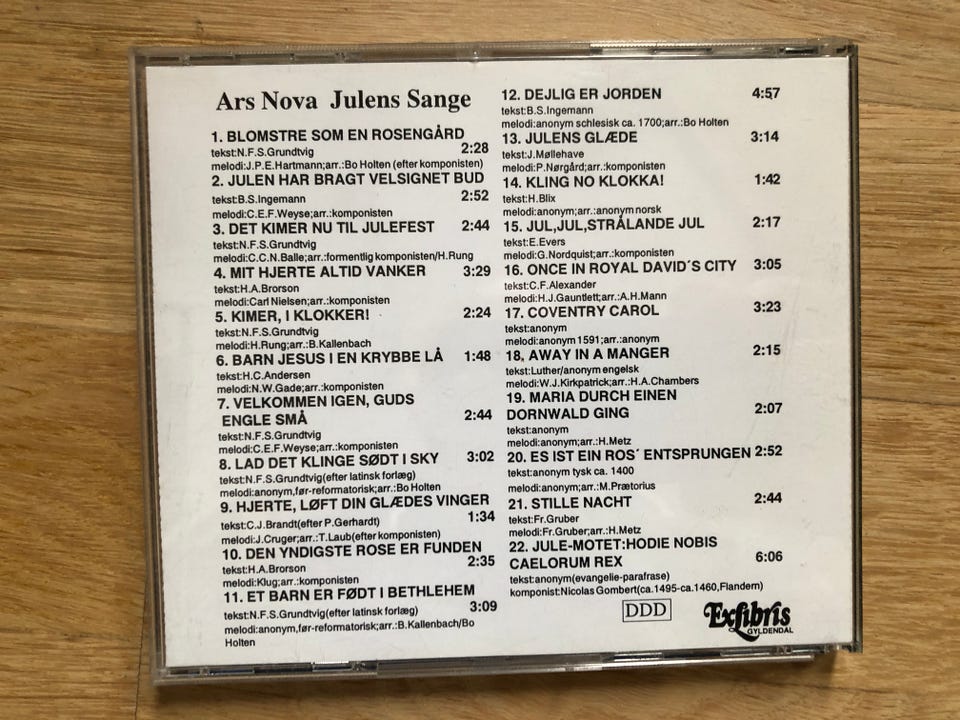 Ars Nova Julens Sange
1. BLOMSTRE SOM EN ROSENGÅRD
tekst:N.F.S.Grundtvig 2:28
melodi:J.P.E.Hartmann;arr.:Bo Holten (efter komponisten)
2. JULEN HAR BRAGT VELSIGNET BUD
tekst:B.S.Ingemann 2:52
melodi:C.E.F.Weyse;arr.:komponisten
3. DET KIMER NU TIL JULEFEST 2:44
tekst:N.F.S.Grundtvig
melodi:C.C.N.Balle;arr.:formentlig komponisten/H.Rung
4. MIT HJERTE ALTID VANKER 3:29
tekst:H.A.Brorson
melodi:Carl Nielsen;arr.:komponisten
5. KIMER, I KLOKKER! 2:24
tekst:N.F.S.Grundtvig
melodi:H.Rung;arr.:B.Kallenbach
6. BARN JESUS I EN KRYBBE LÅ 1:48
tekst:H.C.Andersen
melodi:N.W.Gade;arr.:komponisten
7. VELKOMMEN IGEN, GUDS
ENGLE SMÅ 2:44
tekst:N.F.S.Grundtvig
melodi:C.E.F.Weyse;arr.:komponisten
8. LAD DET KLINGE SØDT I SKY 3:02
tekst:N.F.S.Grundtvig(efter latinsk forlæg)
melodi:anonym,før-reformatorisk;arr.:Bo Holten
9. HJERTE, LØFT DIN GLÆDES VINGER
tekst:C.J.Brandt(efter P.Gerhardt) 1:34
melodi:J.Cruger;arr.:T.Laub(efter komponisten)
10. DEN YNDIGSTE ROSE ER FUNDEN
tekst:H.A.Brorson 2:35
melodi:Klug;arr.:komponisten
11. ET BARN ER FØDT I BETHLEHEM
tekst:N.F.S.Grundtvig(efter latinsk forlæg) 3:09
melodi:anonym,før-reformatorisk;arr.:B.Kallenbach/Bo
Holten
12. DEJLIG ER JORDEN 4:57
tekst:B.S.Ingemann
melodi:anonym schlesisk ca. 1700;arr.:Bo Holten
13. JULENS GLÆDE 3:14
tekst:J.Møllehave
melodi:P.Nørgård;arr.:komponisten
14. KLING NO KLOKKA! 1:42
tekst:H.Blix
melodi:anonym;arr.:anonym norsk
15. JUL,JUL,STRÅLANDE JUL 2:17
tekst:E.Evers
melodi:G.Nordquist;arr.:komponisten
16. ONCE IN ROYAL DAVID´S CITY 3:05
tekst:C.F.Alexander
melodi:H.J.Gauntlett;arr.:A.H.Mann
17. COVENTRY CAROL 3:23
tekst:anonym
melodi:anonym 1591;arr.:anonym
18. AWAY IN A MANGER 2:15
tekst:Luther/anonym engelsk
melodi:W.J.Kirkpatrick;arr.:H.A.Chambers
19. MARIA DURCH EINEN
DORNWALD GING 2:07
tekst:anonym
melodi:anonym;arr.:H.Metz
20. ES IST EIN ROS´ ENTSPRUNGEN 2:52
tekst:anonym tysk ca. 1400
melodi:anonym;arr.:M.Prætorius
21. STILLE NACHT 2:44
tekst:Fr.Gruber
melodi:Fr.Gruber;arr.:H.Metz
22. JULE-MOTET:HODIE NOBIS
CAELORUM REX 6:06
tekst:anonym(evangelie-parafrase)
komponist:Nicolas Gombert(ca.1495-ca.1460,Flandern)
DDD
Exlibris
GYLDENDAL